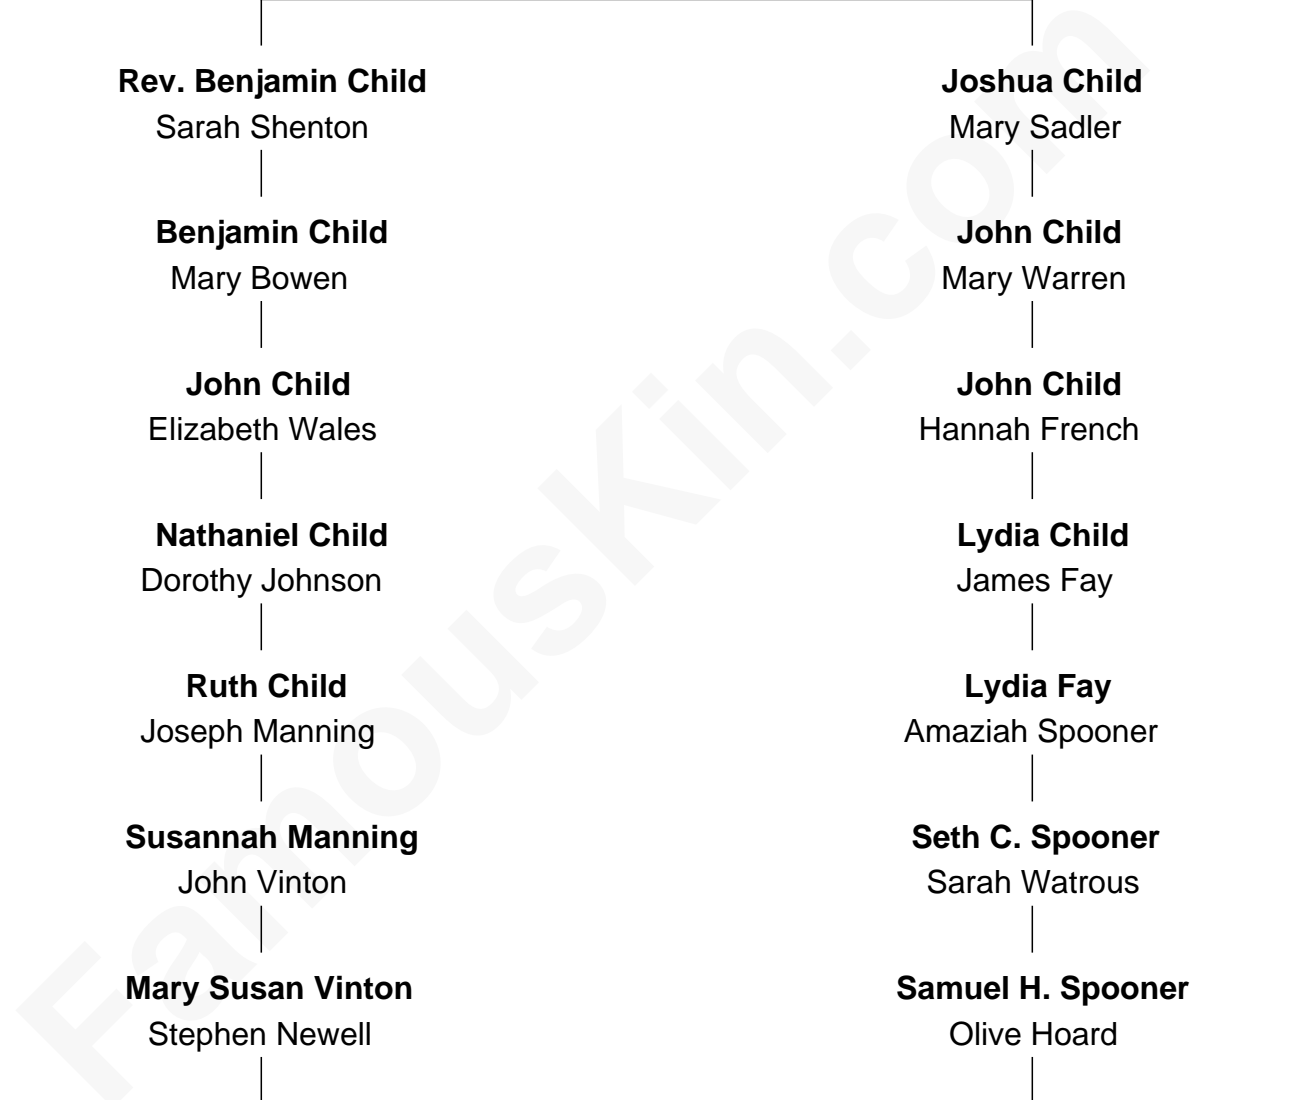 Rev. Benjamin Child
Sarah Shenton
Benjamin Child
Mary Bowen
John Child
Elizabeth Wales
Nathaniel Child
Dorothy Johnson
Ruth Child
Joseph Manning
Susannah Manning
John Vinton
Mary Susan Vinton
Stephen Newell
Joshua Child
Mary Sadler
John Child
Mary Warren
John Child
Hannah French
Lydia Child
James Fay
Lydia Fay
Amaziah Spooner
Seth C. Spooner
Sarah Watrous
Samuel H. Spooner
Olive Hoard
FamousKin.com